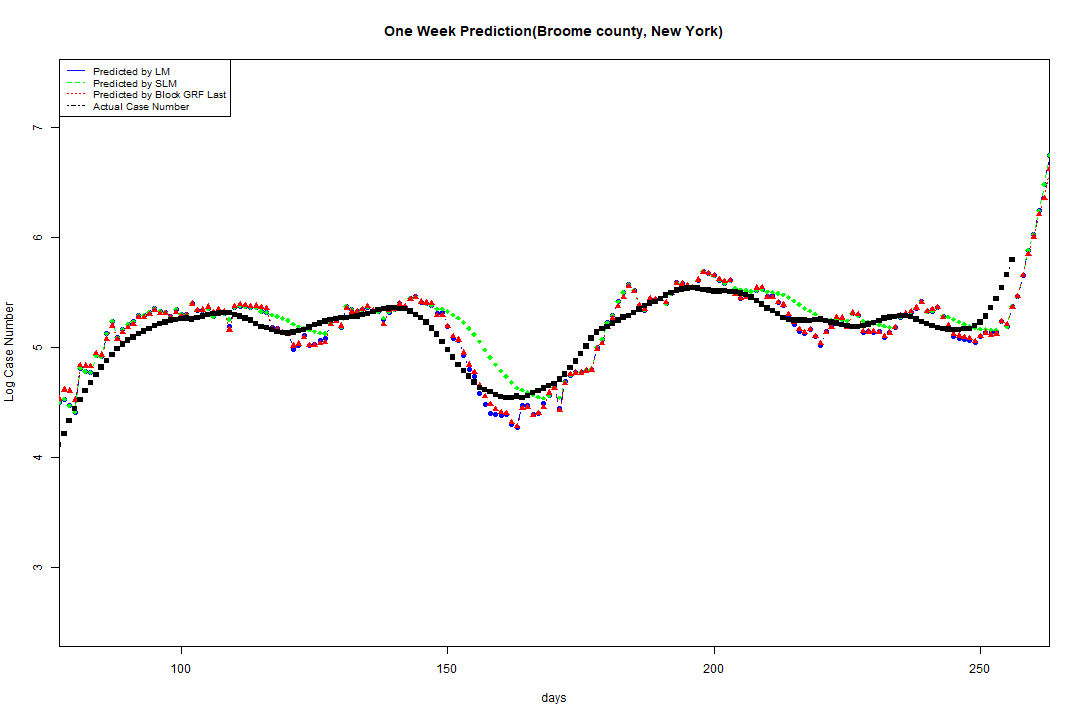 One Week Prediction(Broome county, New York)
Predicted by LM
Predicted by SLM
Predicted by Block GRF Last
Actual Case Number
7
6
5
4
3
Log Case Number
100 150 200 250
days